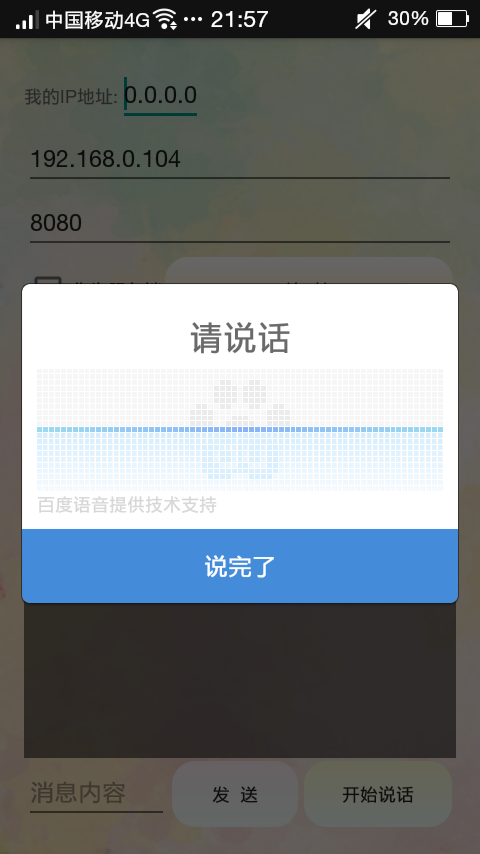 中国移动4G 21:57 30%
我的IP地址: 0.0.0.0
192.168.0.104
8080
请说话
百度语音提供技术支持
说完了
消息内容 发 送 开始说话